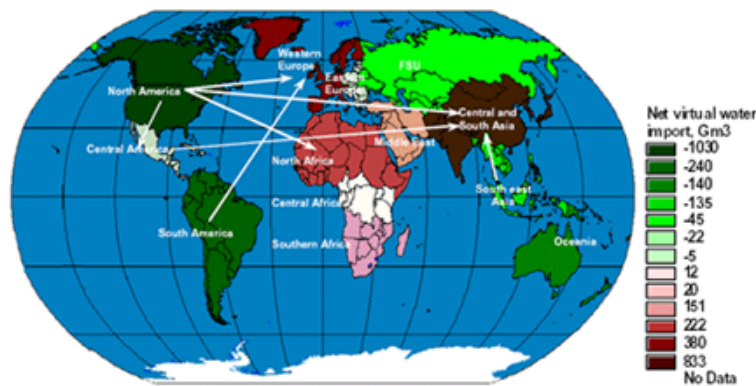 Western
Europe
Eastern
Europe
FSU
North America
Central and
South Asia
Central America
Middle East
North Africa
South east
Asia
Central Africa
South America
Southern Africa
Oceania
Net virtual water
import, Gm3
-1030
-240
-140
-135
-45
-22
-5
12
20
151
222
380
833
No Data